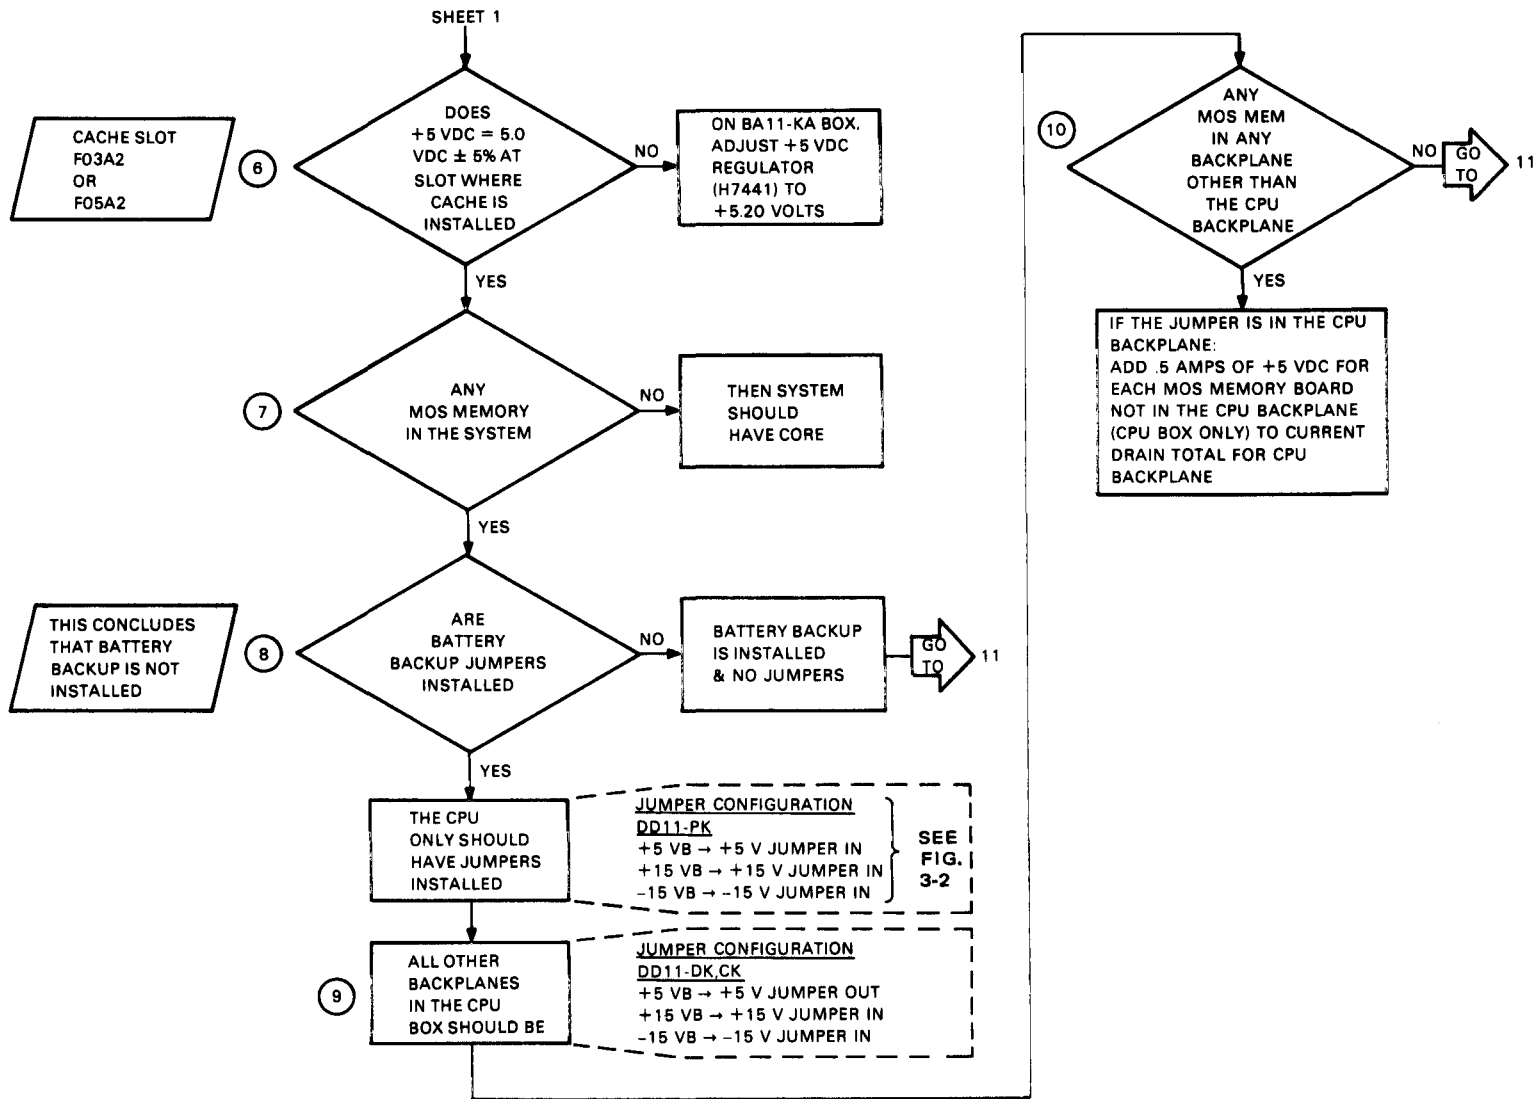 SHEET 1
CACHE SLOT
F03A2
OR
F05A2
6
DOES
+5 VDC = 5.0
VDC ± 5% AT
SLOT WHERE
CACHE IS
INSTALLED
NO
ON BA11-KA BOX,
ADJUST +5 VDC
REGULATOR
(H7441) TO
+5.20 VOLTS
YES
7
ANY
MOS MEMORY
IN THE SYSTEM
NO
THEN SYSTEM
SHOULD
HAVE CORE
YES
THIS CONCLUDES
THAT BATTERY
BACKUP IS NOT
INSTALLED
8
ARE
BATTERY
BACKUP JUMPERS
INSTALLED
NO
BATTERY BACKUP
IS INSTALLED
& NO JUMPERS
GO
TO
11
YES
THE CPU
ONLY SHOULD
HAVE JUMPERS
INSTALLED
JUMPER CONFIGURATION
DD11-PK
+5 VB → +5 V JUMPER IN
+15 VB → +15 V JUMPER IN
−15 VB → −15 V JUMPER IN
SEE
FIG.
3-2
9
ALL OTHER
BACKPLANES
IN THE CPU
BOX SHOULD BE
JUMPER CONFIGURATION
DD11-DK,CK
+5 VB → +5 V JUMPER OUT
+15 VB → +15 V JUMPER IN
−15 VB → −15 V JUMPER IN
10
ANY
MOS MEM
IN ANY
BACKPLANE
OTHER THAN
THE CPU
BACKPLANE
NO
GO
TO
11
YES
IF THE JUMPER IS IN THE CPU
BACKPLANE:
ADD .5 AMPS OF +5 VDC FOR
EACH MOS MEMORY BOARD
NOT IN THE CPU BACKPLANE
(CPU BOX ONLY) TO CURRENT
DRAIN TOTAL FOR CPU
BACKPLANE